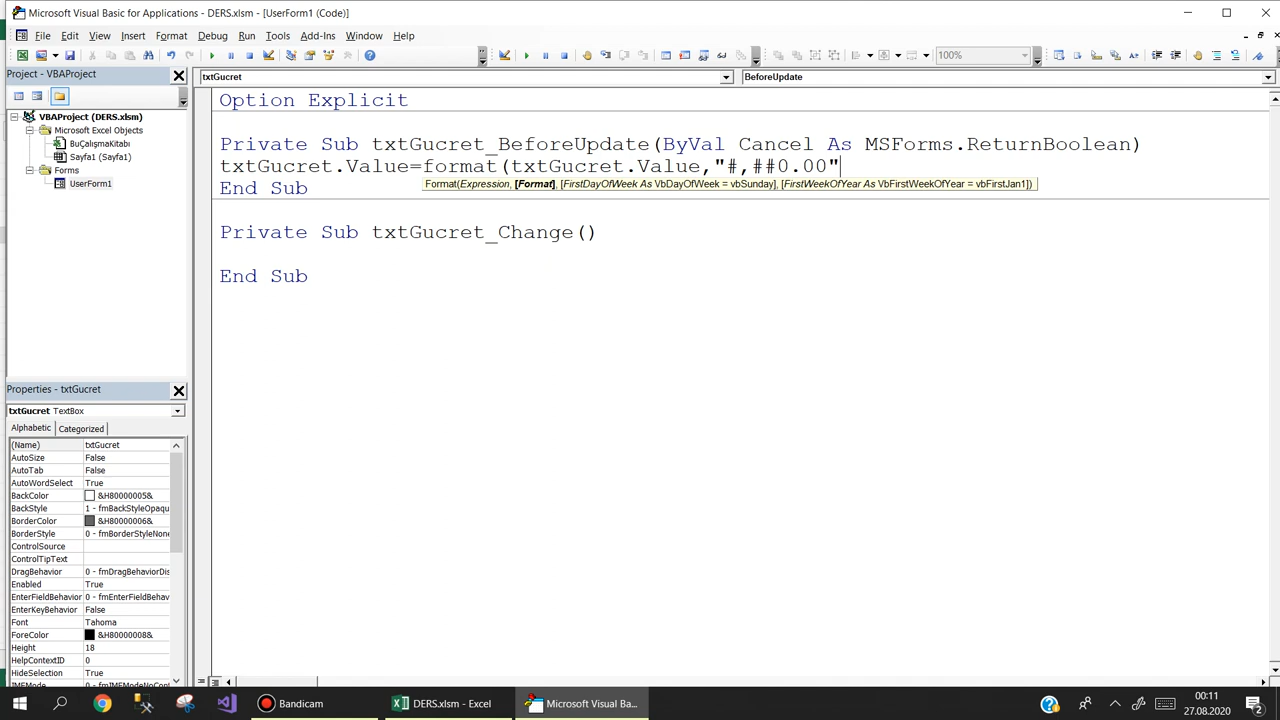 Microsoft Visual Basic for Applications - DERS.xlsm - [UserForm1 (Code)]
File Edit View Insert Format Debug Run Tools Add-Ins Window Help
100%
Project - VBAProject
txtGucret
BeforeUpdate
VBAProject (DERS.xlsm)
Microsoft Excel Objects
BuÇalışmaKitabı
Sayfa1 (Sayfa1)
Forms
UserForm1
Option Explicit
Private Sub txtGucret_BeforeUpdate(ByVal Cancel As MSForms.ReturnBoolean)
txtGucret.Value=format(txtGucret.Value,"#,##0.00"
Format(Expression, [Format], [FirstDayOfWeek As VbDayOfWeek = vbSunday], [FirstWeekOfYear As VbFirstWeekOfYear = vbFirstJan1])
End Sub
Private Sub txtGucret_Change()
End Sub
Properties - txtGucret
txtGucret TextBox
Alphabetic Categorized
(Name) txtGucret
AutoSize False
AutoTab False
AutoWordSelect True
BackColor &H80000005&
BackStyle 1 - fmBackStyleOpaqu
BorderColor &H80000006&
BorderStyle 0 - fmBorderStyleNone
ControlSource
ControlTipText
DragBehavior 0 - fmDragBehaviorDis
Enabled True
EnterFieldBehavior 0 - fmEnterFieldBehav
EnterKeyBehavior False
Font Tahoma
ForeColor &H80000008&
Height 18
HelpContextID 0
HideSelection True
IMEMode 0 - fmIMEModeNoCon
Bandicam
DERS.xlsm - Excel
Microsoft Visual Ba...
00:11
27.08.2020
2